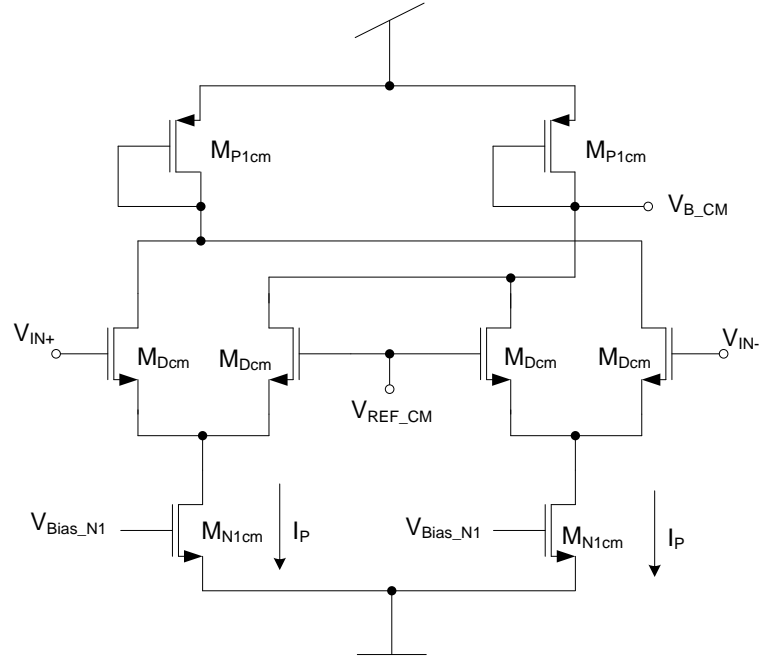 M_P1cm
M_P1cm
V_B_CM
V_IN+
M_Dcm
M_Dcm
M_Dcm
M_Dcm
V_IN-
V_REF_CM
V_Bias_N1
M_N1cm
I_P
V_Bias_N1
M_N1cm
I_P